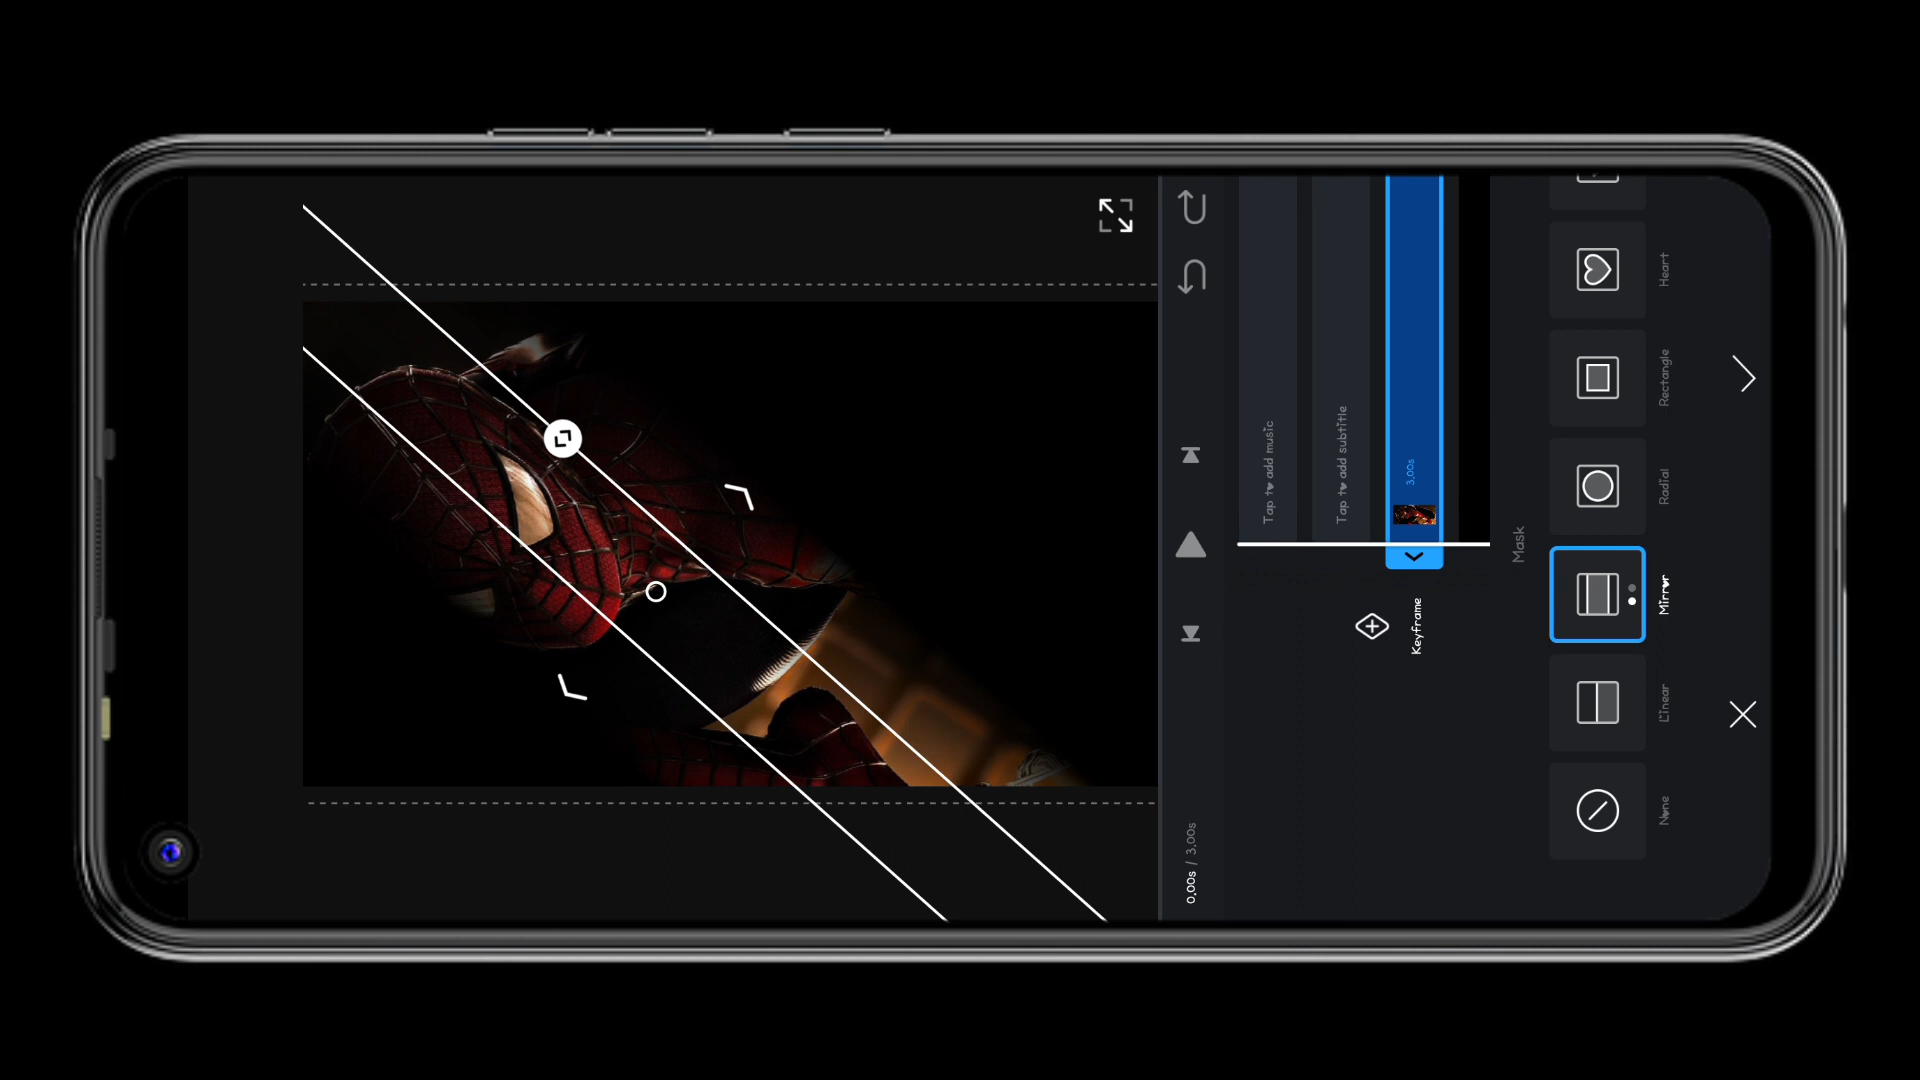 0.00s / 3.00s
Tap to add music
Tap to add subtitle
3.00s
Keyframe
Mask
None
Linear
Mirror
Radial
Rectangle
Heart